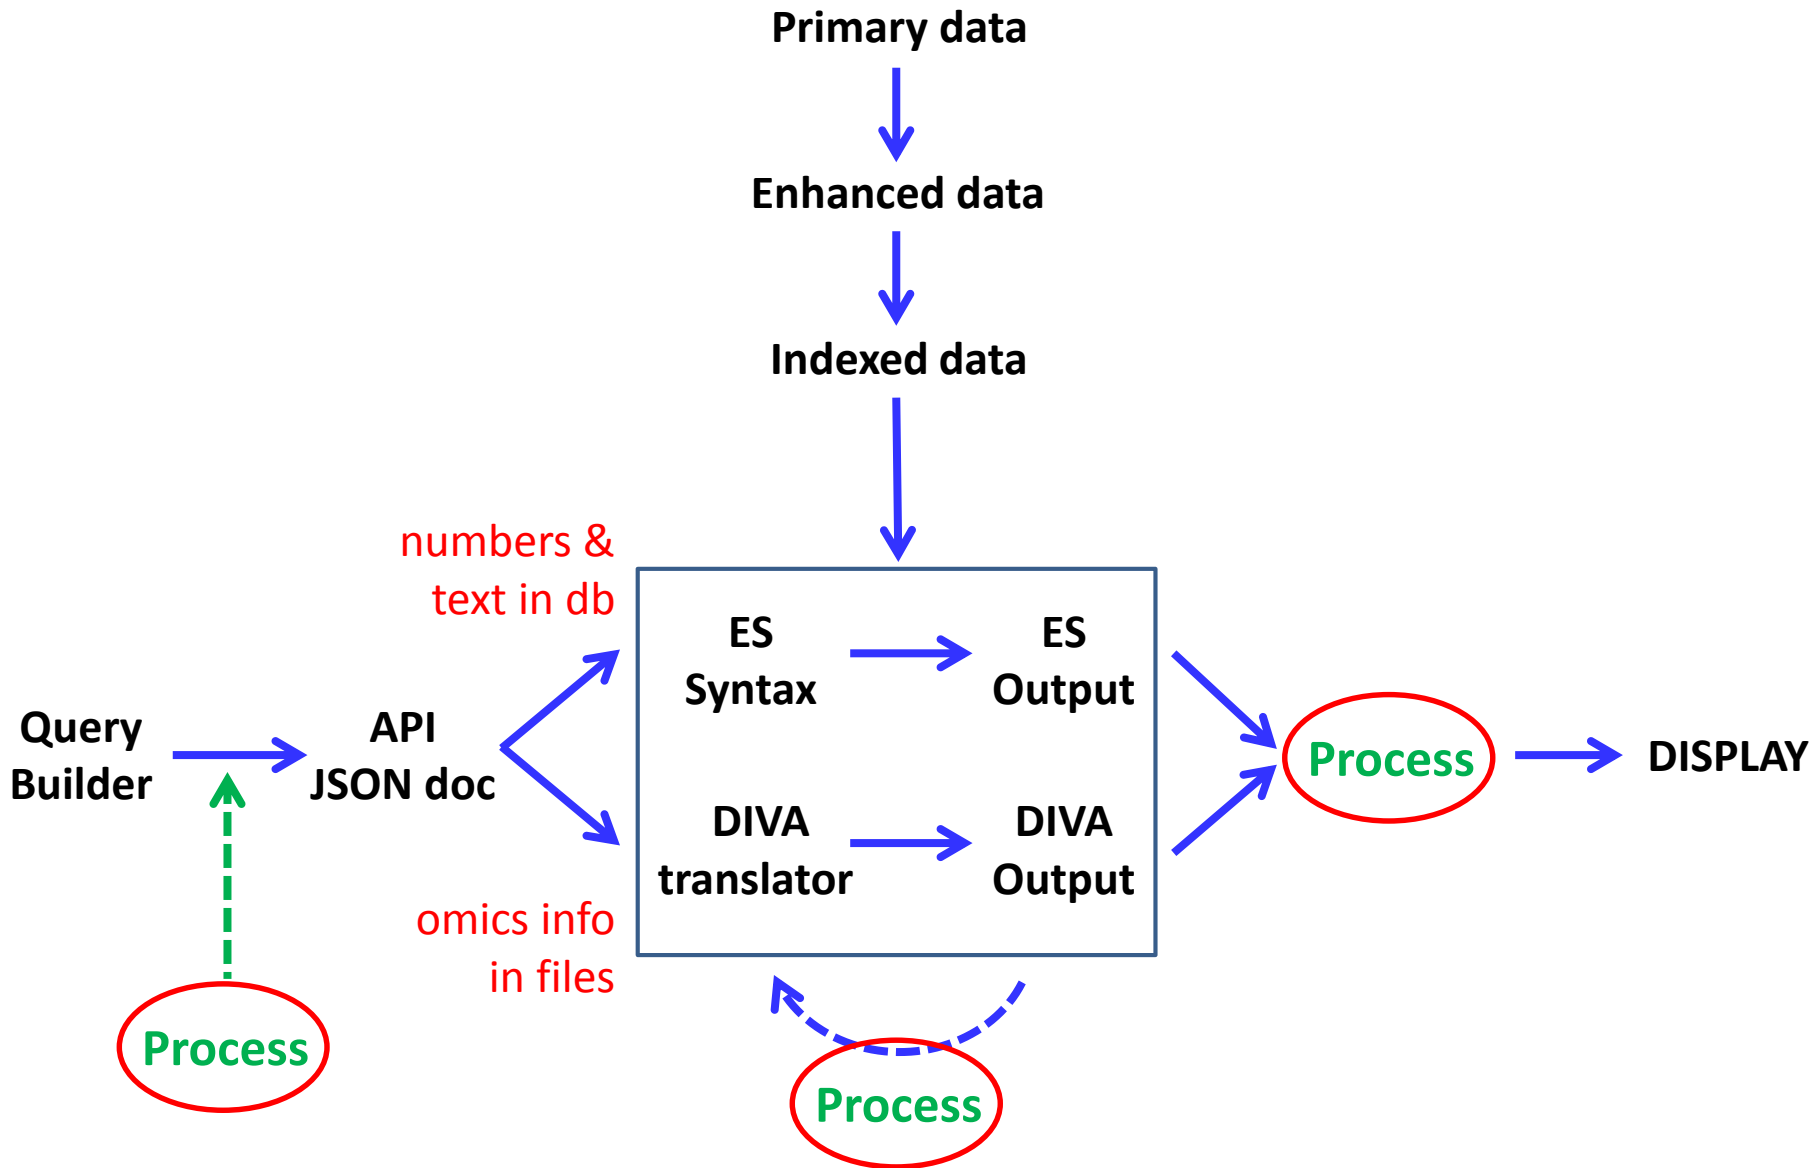 Primary data
Enhanced data
Indexed data
numbers &
text in db
ES
Syntax
ES
Output
Query
Builder
API
JSON doc
Process
DISPLAY
DIVA
translator
DIVA
Output
omics info
in files
Process
Process